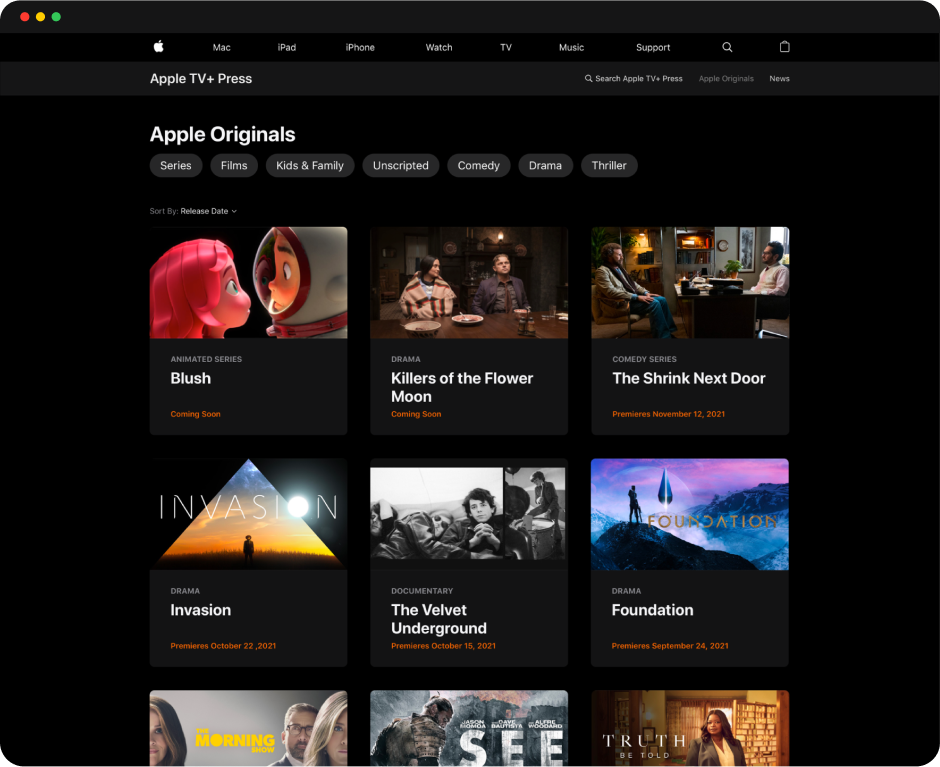 Mac iPad iPhone Watch TV Music Support
Apple TV+ Press Search Apple TV+ Press Apple Originals News
Apple Originals
Series Films Kids & Family Unscripted Comedy Drama Thriller
Sort By: Release Date
ANIMATED SERIES
Blush
Coming Soon
DRAMA
Killers of the Flower
Moon
Coming Soon
COMEDY SERIES
The Shrink Next Door
Premieres November 12, 2021
INVASION
DRAMA
Invasion
Premieres October 22 ,2021
DOCUMENTARY
The Velvet
Underground
Premieres October 15, 2021
FOUNDATION
DRAMA
Foundation
Premieres September 24, 2021
THE
MORNING
SHOW
JASON MOMOA DAVE BAUTISTA ALFRE WOODARD
SEE
TRUTH
BE TOLD